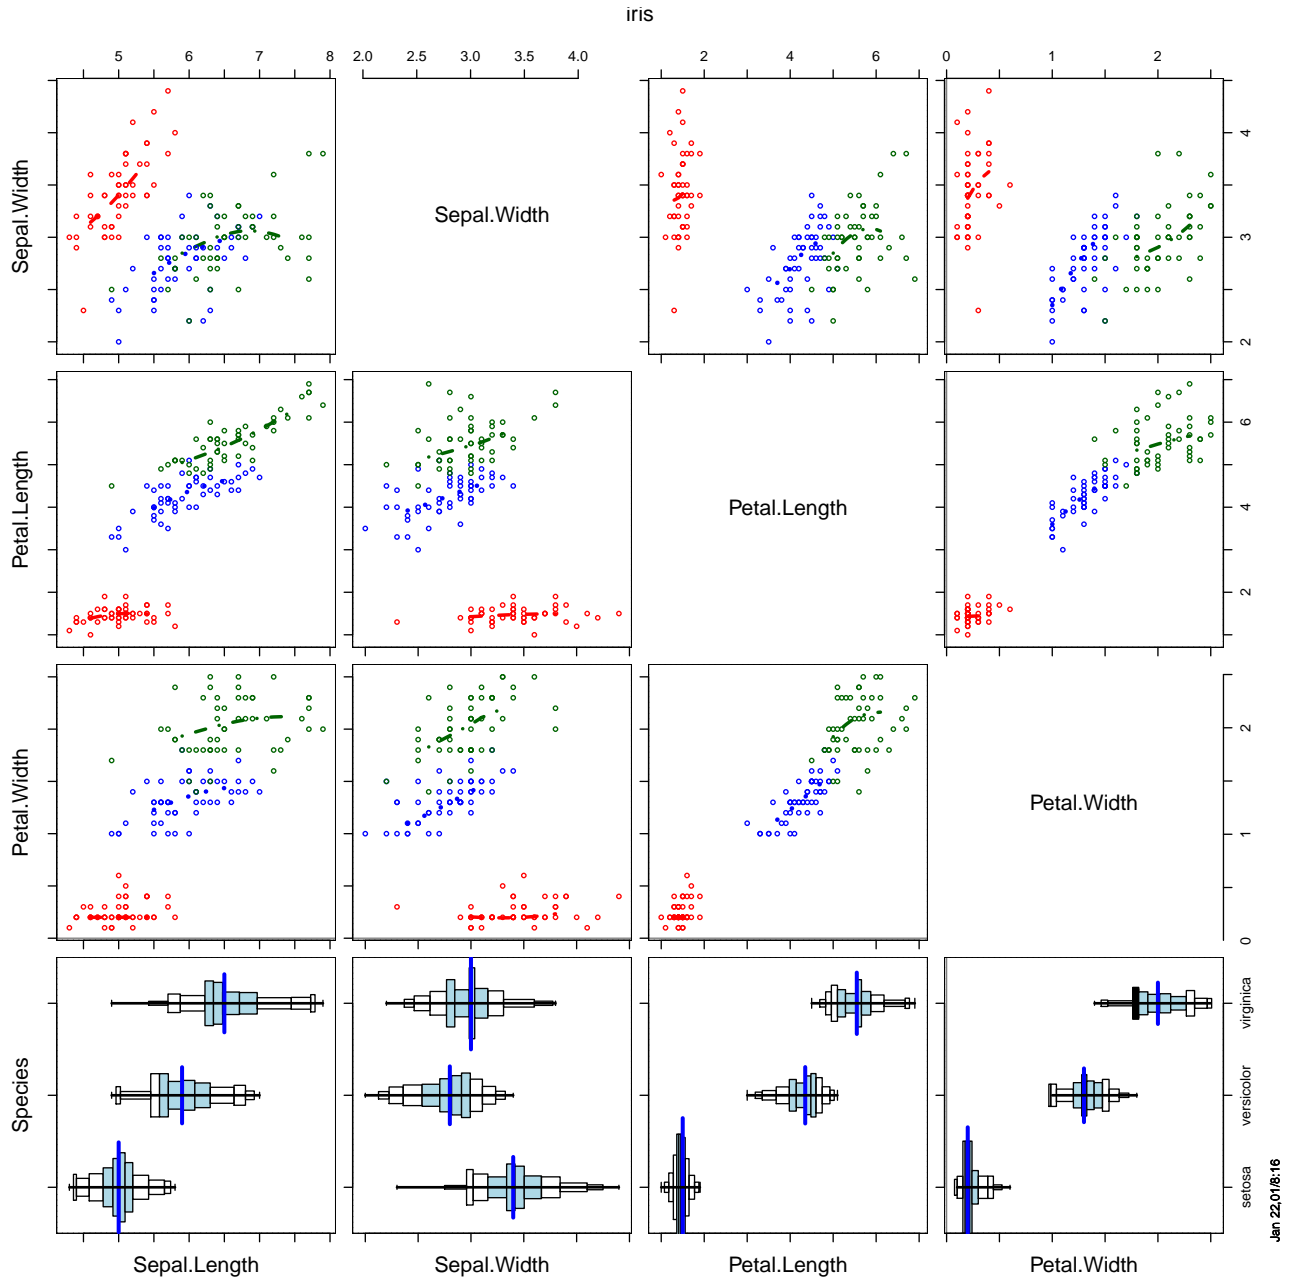 iris
5 6 7 8 2.0 2.5 3.0 4.0 2 4 6 0 1 2
Sepal.Width
Sepal.Width
2 3 4
Petal.Length
Petal.Length
2 4 6
Petal.Width
Petal.Width
0 1 2
Species
setosa versicolor virginica
Sepal.Length Sepal.Width Petal.Length Petal.Width
Jan 22,01/8:16